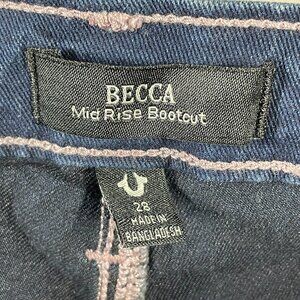 BECCA
Mid Rise Bootcut
28
MADE IN
BANGLADESH